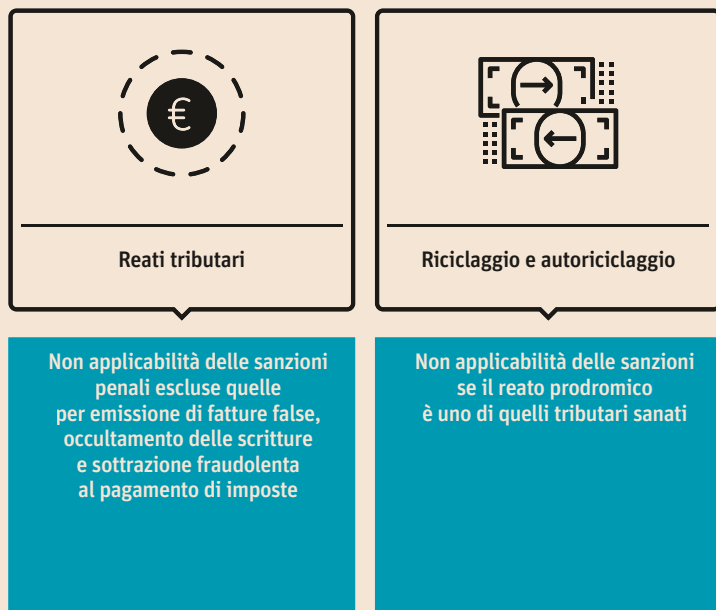 €
Reati tributari
Non applicabilità delle sanzioni
penali escluse quelle
per emissione di fatture false,
occultamento delle scritture
e sottrazione fraudolenta
al pagamento di imposte
Riciclaggio e autoriciclaggio
Non applicabilità delle sanzioni
se il reato prodromico
è uno di quelli tributari sanati